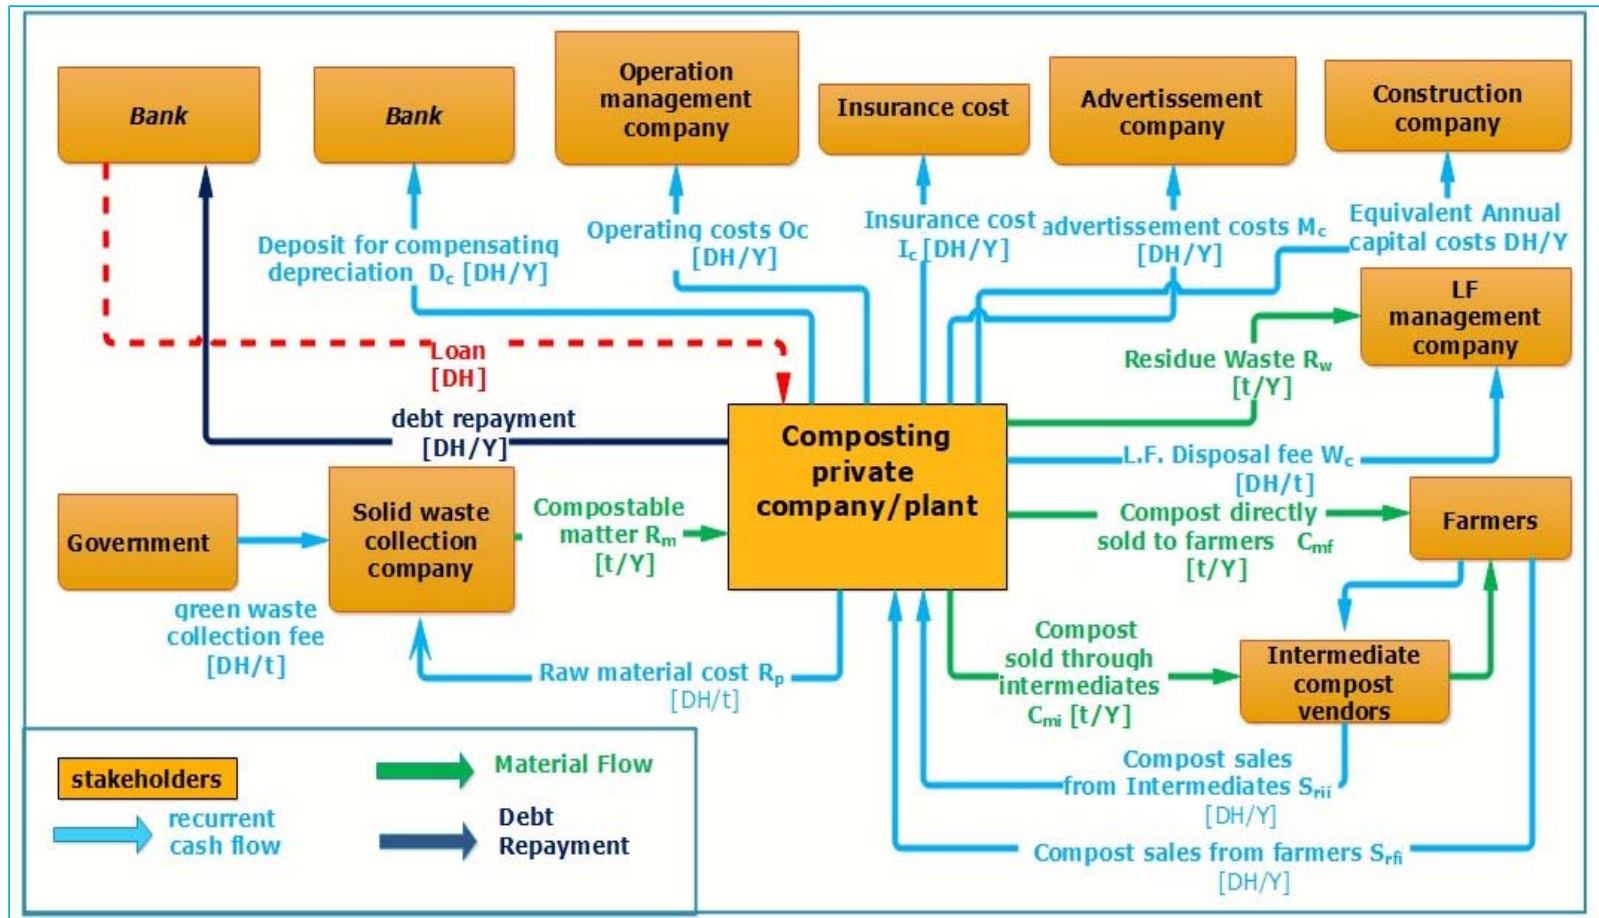 Bank
Bank
Operation
management
company
Insurance cost
Advertissement
company
Construction
company
Deposit for compensating
depreciation Dc [DH/Y]
Operating costs Oc
[DH/Y]
Insurance cost
Ic [DH/Y]
advertissement costs Mc
[DH/Y]
Equivalent Annual
capital costs DH/Y
LF
management
company
Loan
[DH]
Residue Waste Rw
[t/Y]
debt repayment
[DH/Y]
Composting
private
company/plant
L.F. Disposal fee Wc
[DH/t]
Government
Solid waste
collection
company
Compostable
matter Rm
[t/Y]
Compost directly
sold to farmers Cmf
[t/Y]
Farmers
green waste
collection fee
[DH/t]
Raw material cost Rp
[DH/t]
Compost
sold through
intermediates
Cmi [t/Y]
Intermediate
compost
vendors
Compost sales
from Intermediates Srii
[DH/Y]
Compost sales from farmers Srfi
[DH/Y]
stakeholders
Material Flow
recurrent
cash flow
Debt
Repayment